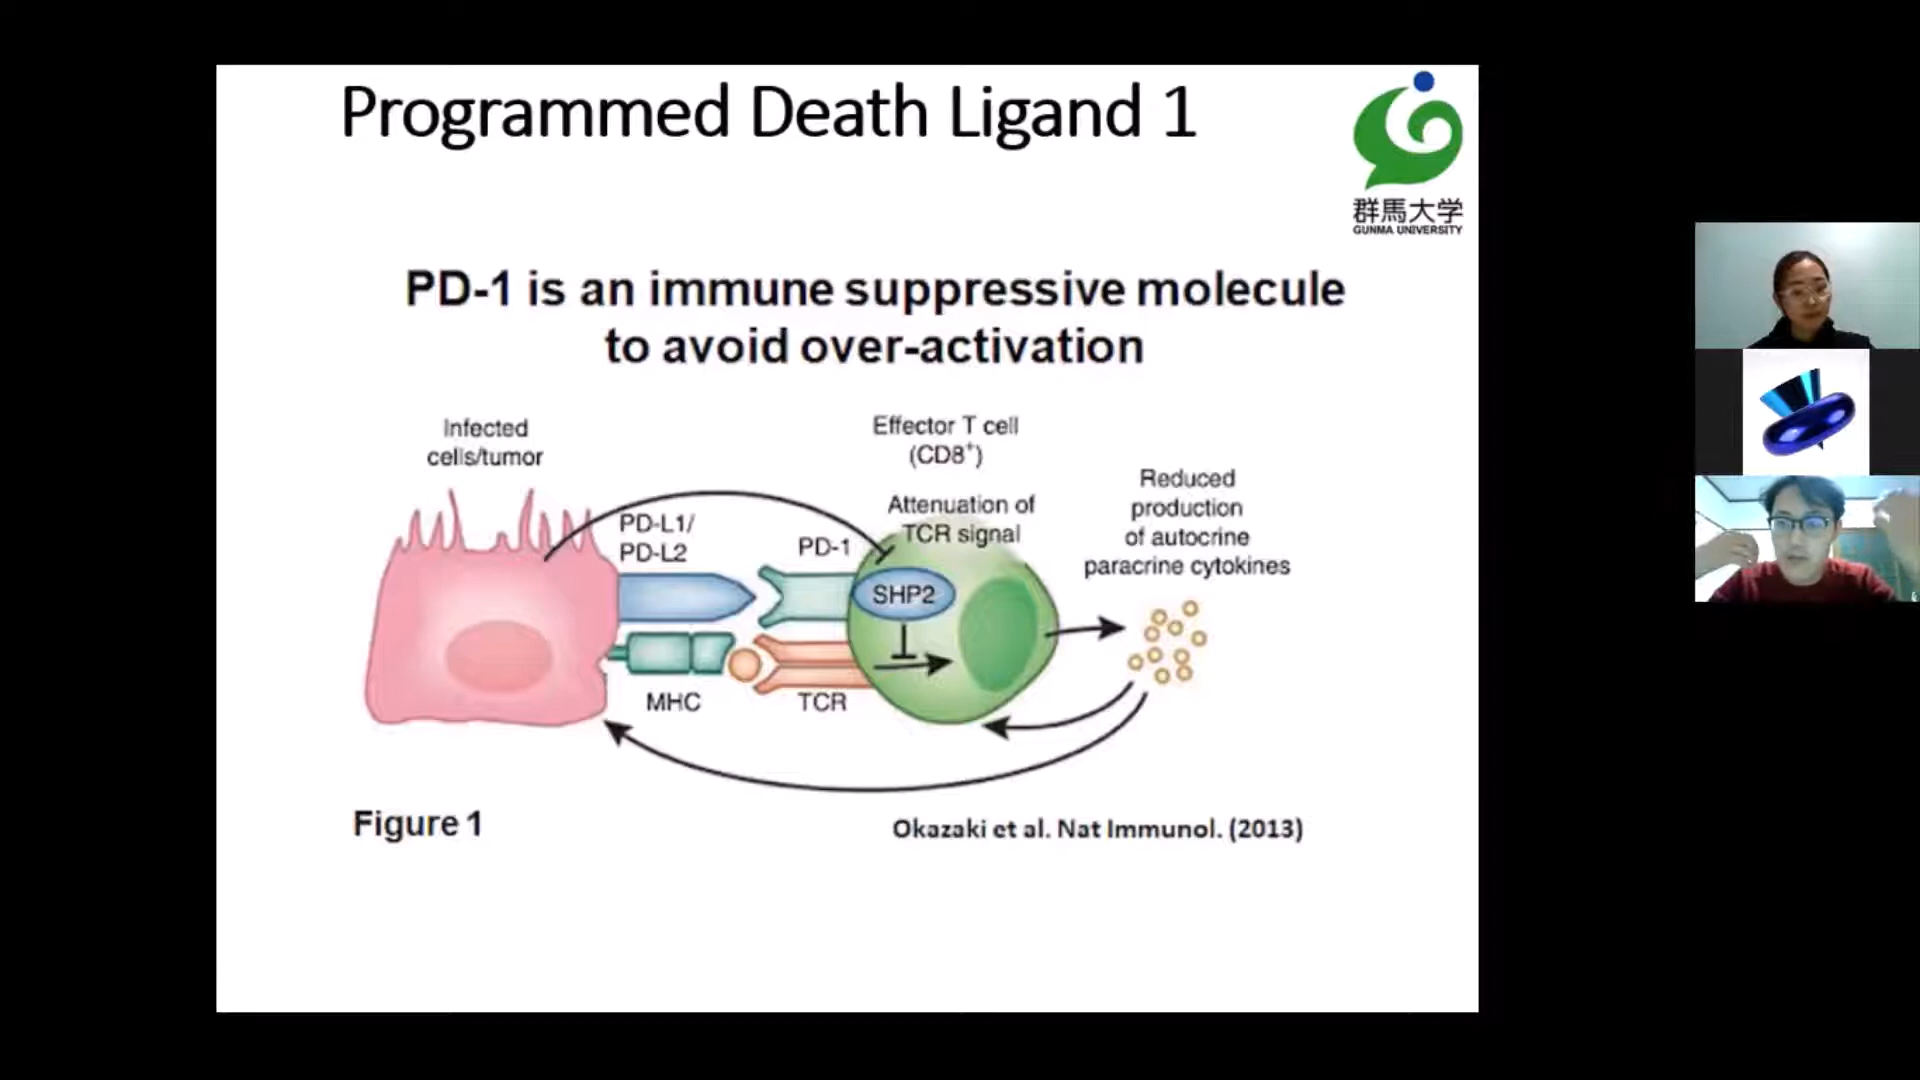 Programmed Death Ligand 1
群馬大学
GUNMA UNIVERSITY
PD-1 is an immune suppressive molecule
to avoid over-activation
Infected
cells/tumor
Effector T cell
(CD8⁺)
Attenuation of
TCR signal
Reduced
production
of autocrine
paracrine cytokines
PD-L1/
PD-L2
PD-1
SHP2
MHC
TCR
Figure 1
Okazaki et al. Nat Immunol. (2013)